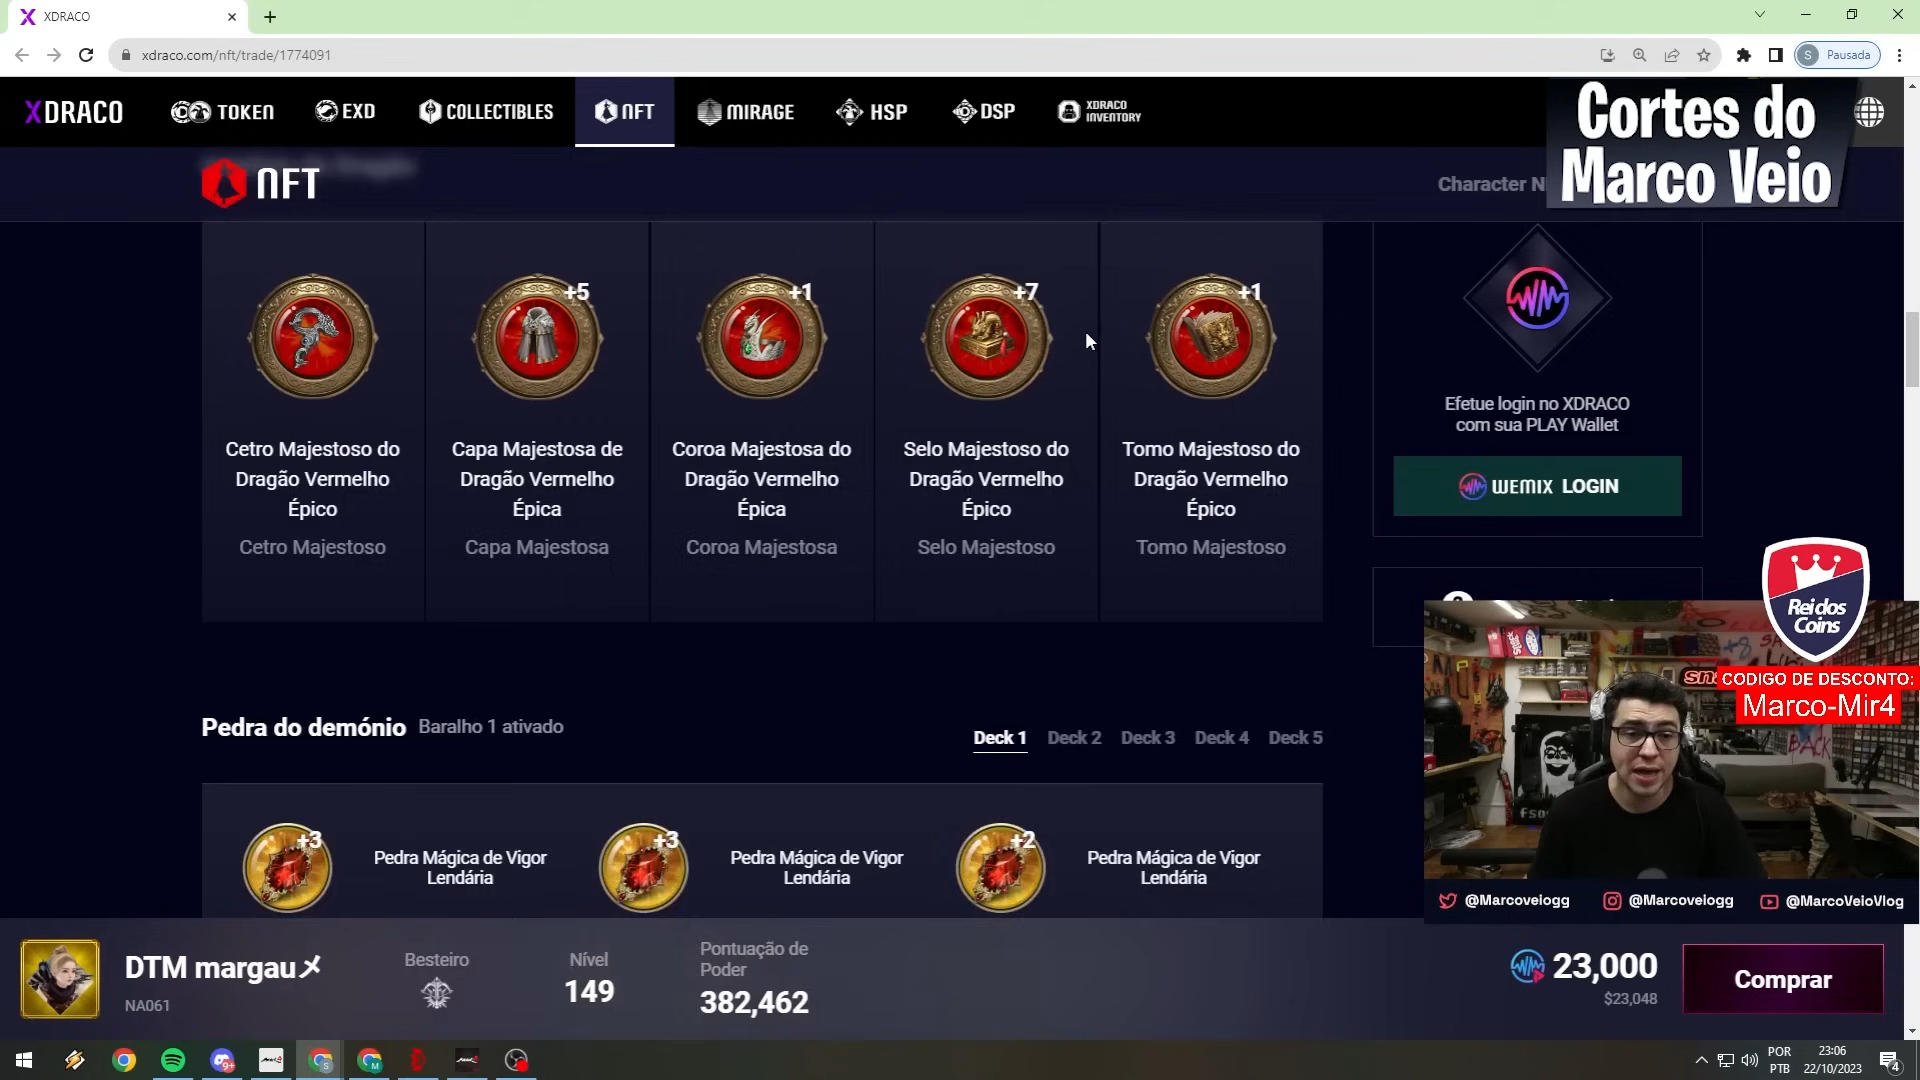 XDRACO
xdraco.com/nft/trade/1774091
S
Pausada
XDRACO
TOKEN
EXD
COLLECTIBLES
NFT
MIRAGE
HSP
DSP
XDRACO
INVENTORY
Cortes do
Marco Veio
NFT
Character N
+5
+1
+7
+1
Cetro Majestoso do
Dragão Vermelho
Épico
Cetro Majestoso
Capa Majestosa de
Dragão Vermelho
Épica
Capa Majestosa
Coroa Majestosa do
Dragão Vermelho
Épica
Coroa Majestosa
Selo Majestoso do
Dragão Vermelho
Épico
Selo Majestoso
Tomo Majestoso do
Dragão Vermelho
Épico
Tomo Majestoso
Efetue login no XDRACO
com sua PLAY Wallet
WEMIX LOGIN
Rei dos
Coins
CODIGO DE DESCONTO:
Marco-Mir4
Pedra do demónio
Baralho 1 ativado
Deck 1
Deck 2
Deck 3
Deck 4
Deck 5
+3
Pedra Mágica de Vigor
Lendária
+3
Pedra Mágica de Vigor
Lendária
+2
Pedra Mágica de Vigor
Lendária
@Marcoveiogg
@Marcoveiogg
@MarcoVeioVlog
DTM margau〤
NA061
Besteiro
Nível
149
Pontuação de
Poder
382,462
23,000
$23,048
Comprar
9+
POR
PTB
23:06
22/10/2023
4